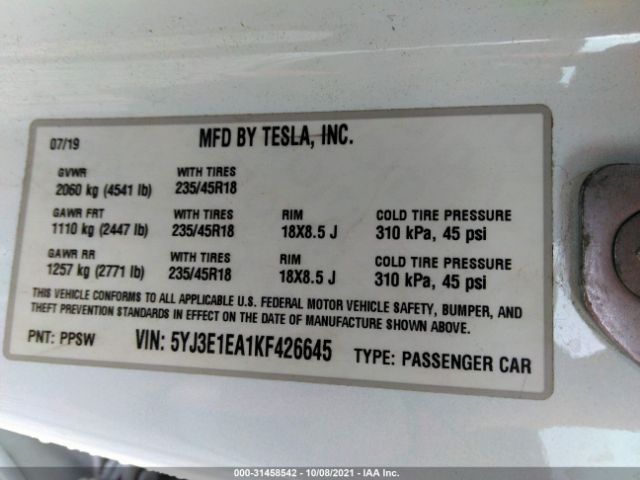 07/19 MFD BY TESLA, INC.
GVWR WITH TIRES
2060 kg (4541 lb) 235/45R18
GAWR FRT WITH TIRES RIM COLD TIRE PRESSURE
1110 kg (2447 lb) 235/45R18 18X8.5 J 310 kPa, 45 psi
GAWR RR WITH TIRES RIM COLD TIRE PRESSURE
1257 kg (2771 lb) 235/45R18 18X8.5 J 310 kPa, 45 psi
THIS VEHICLE CONFORMS TO ALL APPLICABLE U.S. FEDERAL MOTOR VEHICLE SAFETY, BUMPER, AND
THEFT PREVENTION STANDARDS IN EFFECT ON THE DATE OF MANUFACTURE SHOWN ABOVE.
PNT: PPSW VIN: 5YJ3E1EA1KF426645 TYPE: PASSENGER CAR
000-31458542 - 10/08/2021 - IAA Inc.